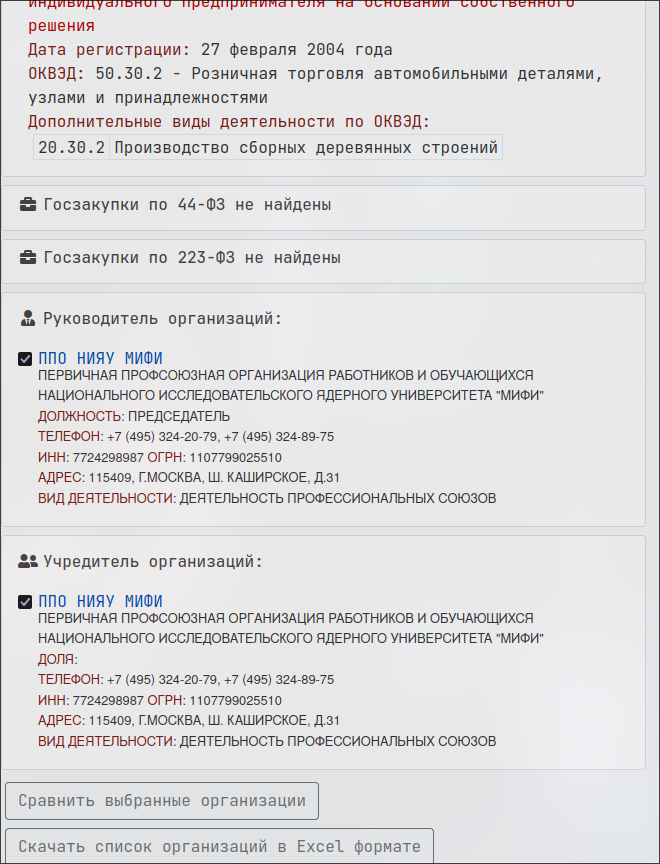 индивидуального предпринимателя на основании собственного
решения
Дата регистрации: 27 февраля 2004 года
ОКВЭД: 50.30.2 - Розничная торговля автомобильными деталями,
узлами и принадлежностями
Дополнительные виды деятельности по ОКВЭД:
20.30.2 Производство сборных деревянных строений
Госзакупки по 44-ФЗ не найдены
Госзакупки по 223-ФЗ не найдены
Руководитель организаций:
ППО НИЯУ МИФИ
ПЕРВИЧНАЯ ПРОФСОЮЗНАЯ ОРГАНИЗАЦИЯ РАБОТНИКОВ И ОБУЧАЮЩИХСЯ
НАЦИОНАЛЬНОГО ИССЛЕДОВАТЕЛЬСКОГО ЯДЕРНОГО УНИВЕРСИТЕТА "МИФИ"
ДОЛЖНОСТЬ: ПРЕДСЕДАТЕЛЬ
ТЕЛЕФОН: +7 (495) 324-20-79, +7 (495) 324-89-75
ИНН: 7724298987 ОГРН: 1107799025510
АДРЕС: 115409, Г.МОСКВА, Ш. КАШИРСКОЕ, Д.31
ВИД ДЕЯТЕЛЬНОСТИ: ДЕЯТЕЛЬНОСТЬ ПРОФЕССИОНАЛЬНЫХ СОЮЗОВ
Учредитель организаций:
ППО НИЯУ МИФИ
ПЕРВИЧНАЯ ПРОФСОЮЗНАЯ ОРГАНИЗАЦИЯ РАБОТНИКОВ И ОБУЧАЮЩИХСЯ
НАЦИОНАЛЬНОГО ИССЛЕДОВАТЕЛЬСКОГО ЯДЕРНОГО УНИВЕРСИТЕТА "МИФИ"
ДОЛЯ:
ТЕЛЕФОН: +7 (495) 324-20-79, +7 (495) 324-89-75
ИНН: 7724298987 ОГРН: 1107799025510
АДРЕС: 115409, Г.МОСКВА, Ш. КАШИРСКОЕ, Д.31
ВИД ДЕЯТЕЛЬНОСТИ: ДЕЯТЕЛЬНОСТЬ ПРОФЕССИОНАЛЬНЫХ СОЮЗОВ
Сравнить выбранные организации
Скачать список организаций в Excel формате